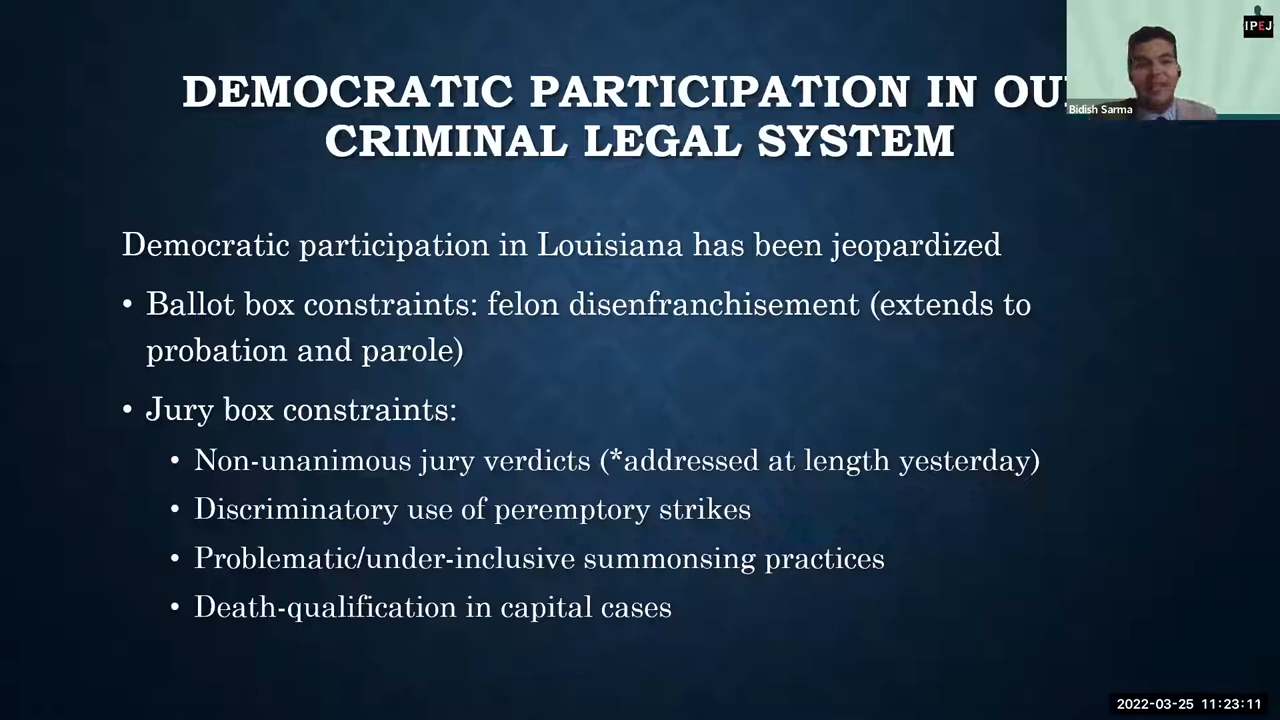 DEMOCRATIC PARTICIPATION IN OU
CRIMINAL LEGAL SYSTEM
IPEJ
Bidish Sarma
Democratic participation in Louisiana has been jeopardized
• Ballot box constraints: felon disenfranchisement (extends to
probation and parole)
• Jury box constraints:
• Non-unanimous jury verdicts (*addressed at length yesterday)
• Discriminatory use of peremptory strikes
• Problematic/under-inclusive summonsing practices
• Death-qualification in capital cases
2022-03-25 11:23:11